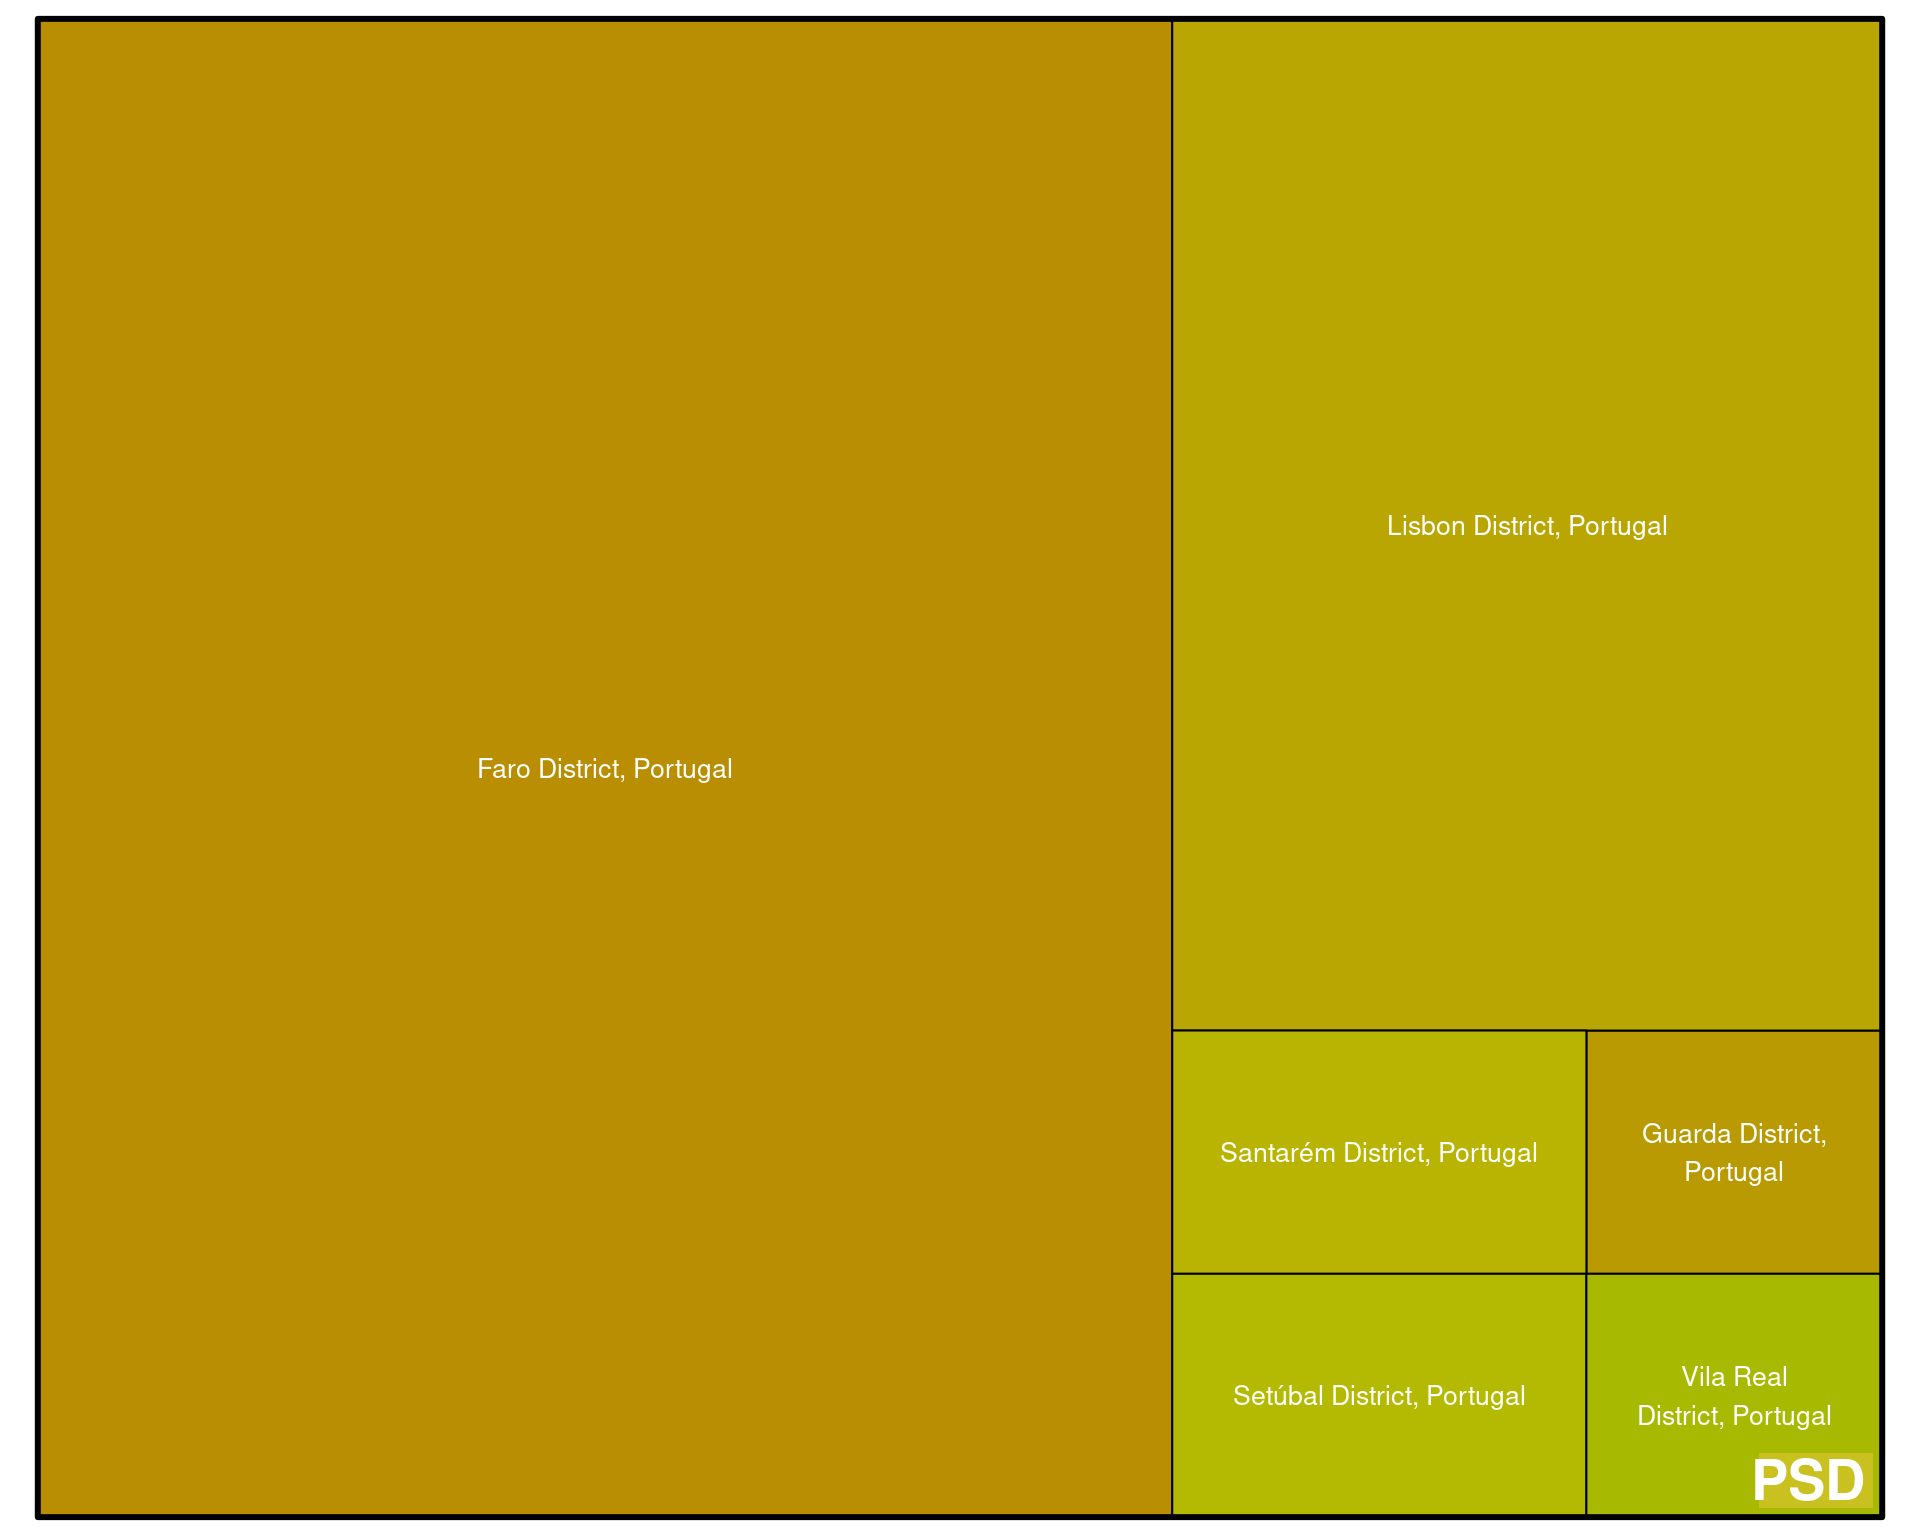 Faro District, Portugal
Lisbon District, Portugal
Santarém District, Portugal
Guarda District,
Portugal
Setúbal District, Portugal
Vila Real
District, Portugal
PSD